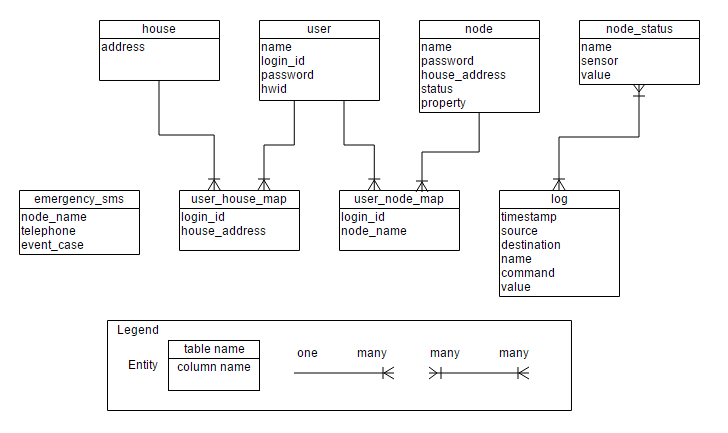 house
address
user
name
login_id
password
hwid
node
name
password
house_address
status
property
node_status
name
sensor
value
emergency_sms
node_name
telephone
event_case
user_house_map
login_id
house_address
user_node_map
login_id
node_name
log
timestamp
source
destination
name
command
value
Legend
Entity
table name
column name
one many
many many